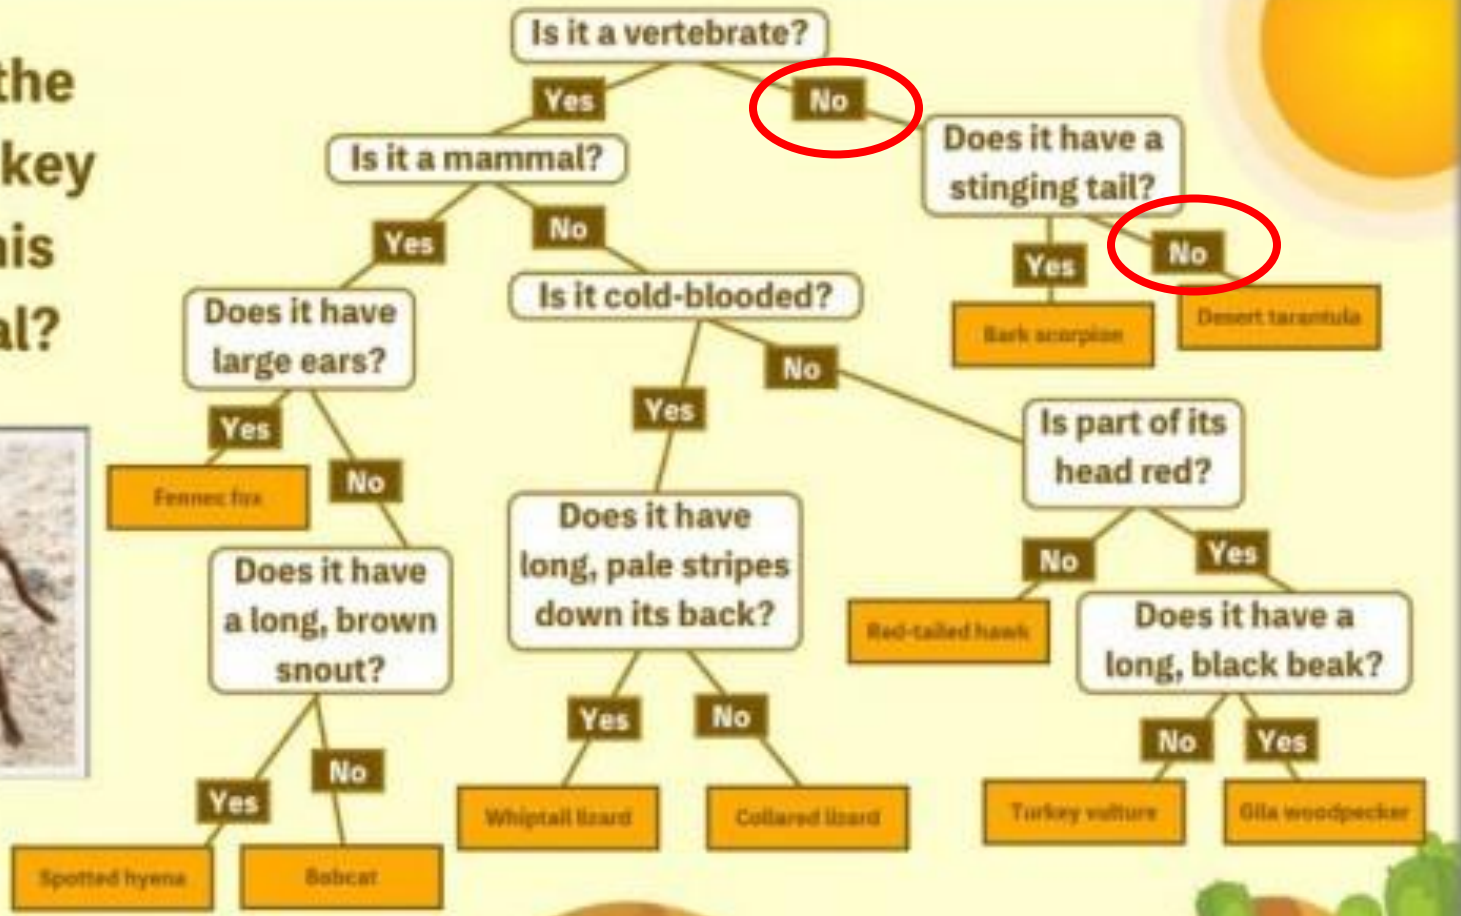 the
key
his
al?
Is it a vertebrate?
Yes
No
Is it a mammal?
Does it have a
stinging tail?
Yes
No
Yes
No
Bark scorpion
Desert tarantula
Does it have
large ears?
Is it cold-blooded?
Yes
No
Yes
No
Fennec fox
Does it have
a long, brown
snout?
Does it have
long, pale stripes
down its back?
Is part of its
head red?
No
Yes
Red-tailed hawk
Does it have a
long, black beak?
Yes
No
Yes
No
No
Yes
Spotted hyena
Bobcat
Whiptail lizard
Collared lizard
Turkey vulture
Gila woodpecker